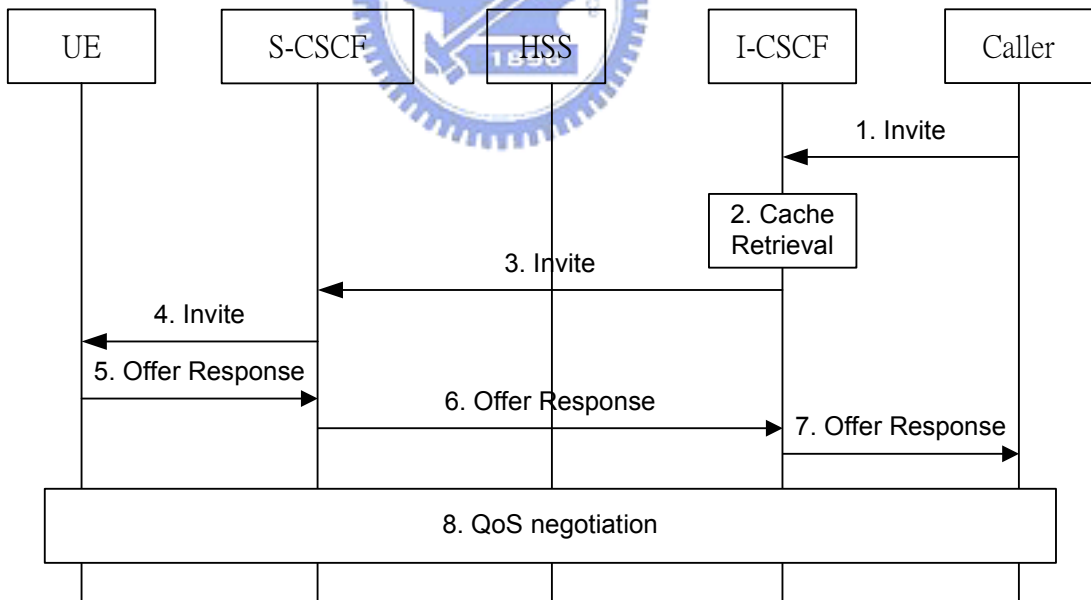 UE
S-CSCF
HSS
I-CSCF
Caller
1896
1. Invite
2. Cache
Retrieval
3. Invite
4. Invite
5. Offer Response
6. Offer Response
7. Offer Response
8. QoS negotiation